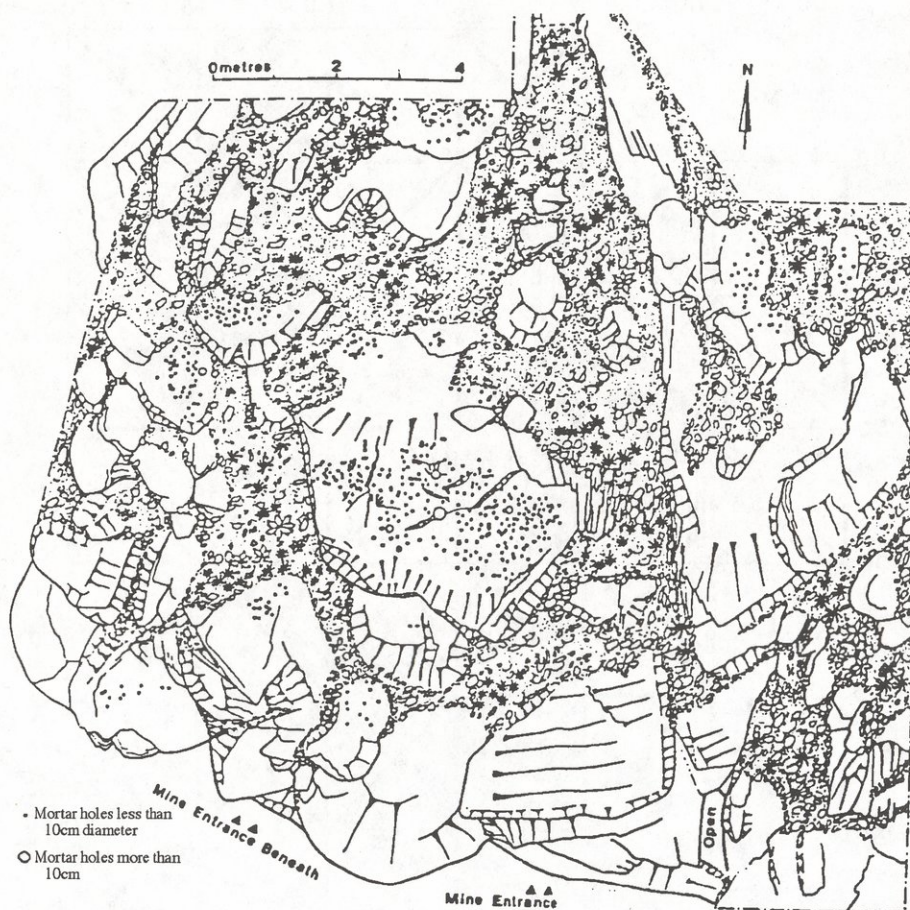 0metres 2 4
N
• Mortar holes less than
10cm diameter
O Mortar holes more than
10cm
Mine Entrance Beneath
Mine Entrance
Open